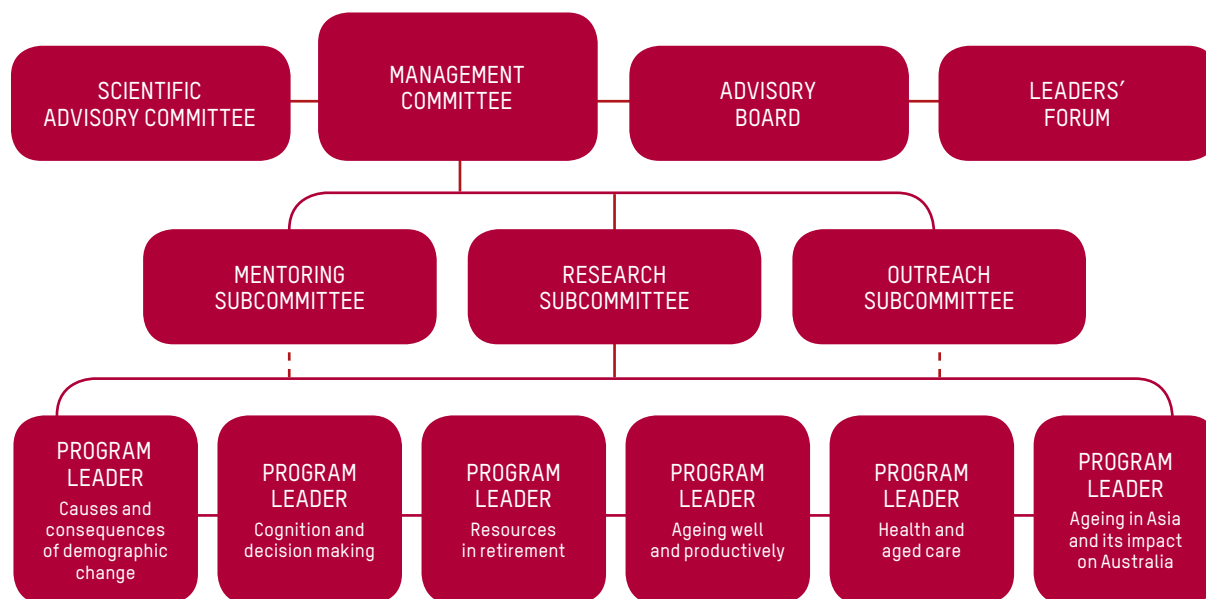 SCIENTIFIC
ADVISORY COMMITTEE
MANAGEMENT
COMMITTEE
ADVISORY
BOARD
LEADERS’
FORUM
MENTORING
SUBCOMMITTEE
RESEARCH
SUBCOMMITTEE
OUTREACH
SUBCOMMITTEE
PROGRAM
LEADER
Causes and
consequences
of demographic
change
PROGRAM
LEADER
Cognition and
decision making
PROGRAM
LEADER
Resources
in retirement
PROGRAM
LEADER
Ageing well
and productively
PROGRAM
LEADER
Health and
aged care
PROGRAM
LEADER
Ageing in Asia
and its impact
on Australia